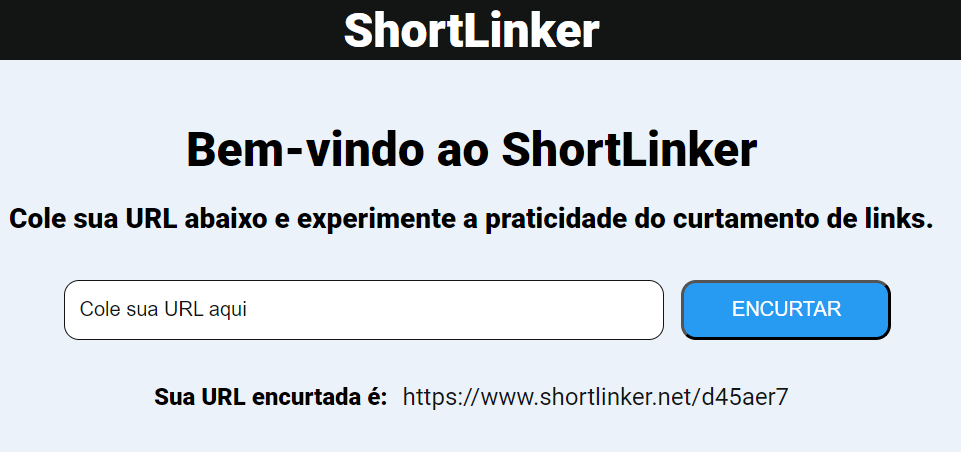 ShortLinker
Bem-vindo ao ShortLinker
Cole sua URL abaixo e experimente a praticidade do curtamento de links.
Cole sua URL aqui
ENCURTAR
Sua URL encurtada é: https://www.shortlinker.net/d45aer7